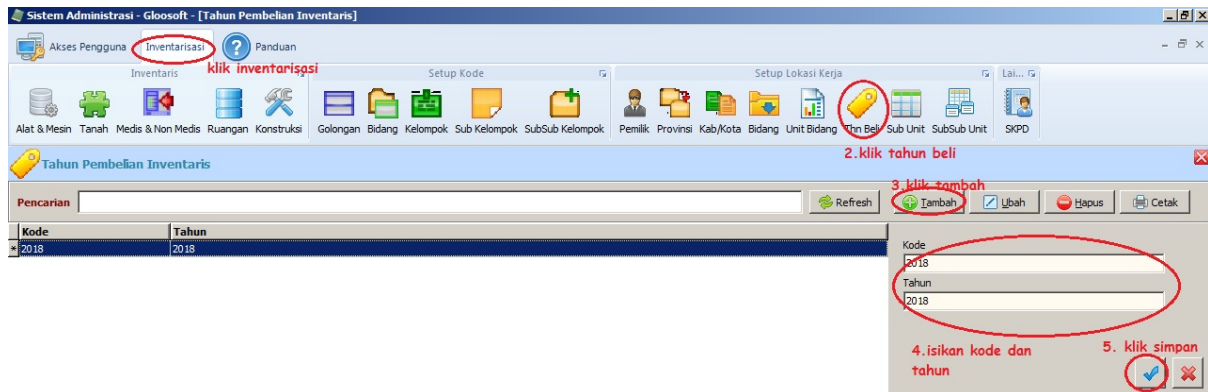 Sistem Administrasi - Gloosoft - [Tahun Pembelian Inventaris]
Akses Pengguna Inventarisasi Panduan
klik inventarisasi
Inventaris Setup Kode Setup Lokasi Kerja Lai...
Alat & Mesin Tanah Medis & Non Medis Ruangan Konstruksi Golongan Bidang Kelompok Sub Kelompok SubSub Kelompok Pemilik Provinsi Kab/Kota Bidang Unit Bidang Thn Beli Sub Unit SubSub Unit SKPD
2.klik tahun beli
Tahun Pembelian Inventaris
3.klik tambah
Pencarian Refresh Tambah Ubah Hapus Cetak
Kode Tahun
* 2018 2018
Kode
2018
Tahun
2018
4.isikan kode dan
tahun
5. klik simpan